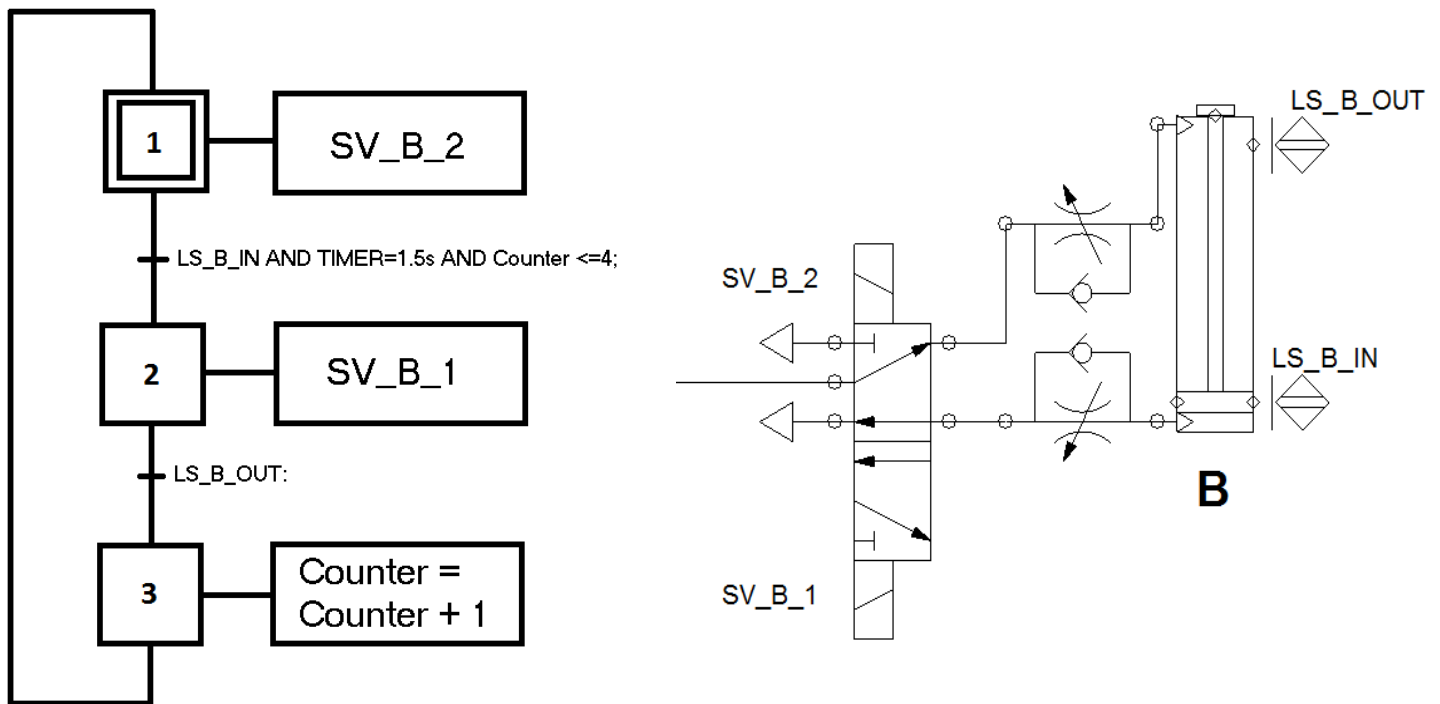 1
SV_B_2
LS_B_IN AND TIMER=1.5s AND Counter <=4;
2
SV_B_1
LS_B_OUT:
3
Counter =
Counter + 1
LS_B_OUT
SV_B_2
LS_B_IN
B
SV_B_1